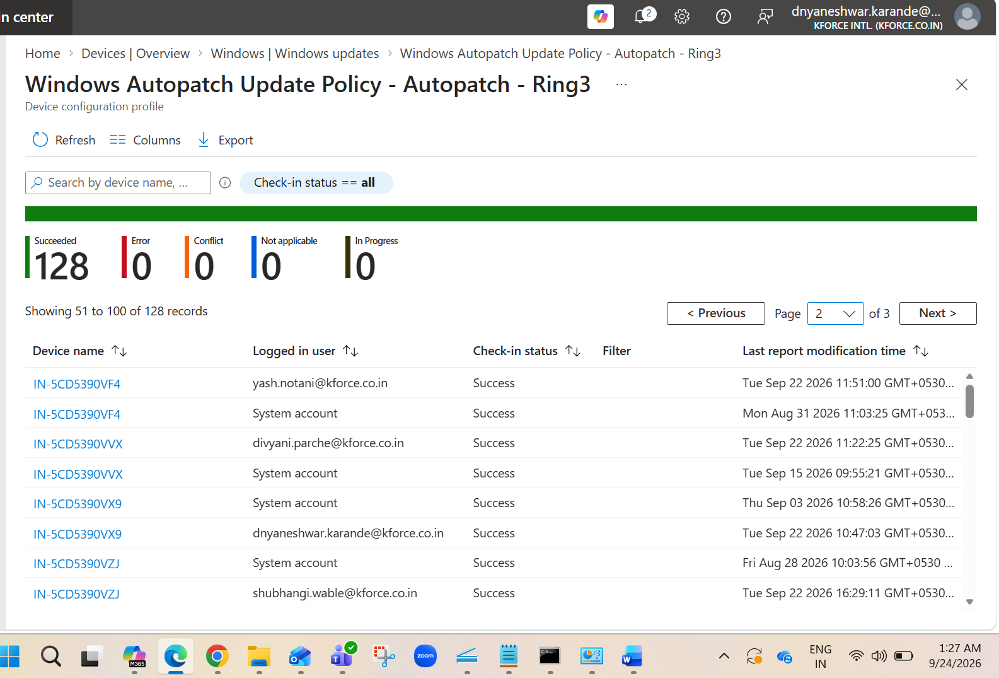 n center
2
dnyaneshwar.karande@...
KFORCE INTL. (KFORCE.CO.IN)
Home > Devices | Overview > Windows | Windows updates > Windows Autopatch Update Policy - Autopatch - Ring3
Windows Autopatch Update Policy - Autopatch - Ring3 ...
Device configuration profile
Refresh Columns Export
Search by device name, ... Check-in status == all
Succeeded Error Conflict Not applicable In Progress
128 0 0 0 0
Showing 51 to 100 of 128 records < Previous Page 2 of 3 Next >
Device name Logged in user Check-in status Filter Last report modification time
IN-5CD5390VF4 yash.notani@kforce.co.in Success Tue Sep 22 2026 11:51:00 GMT+0530...
IN-5CD5390VF4 System account Success Mon Aug 31 2026 11:03:25 GMT+053...
IN-5CD5390VVX divyani.parche@kforce.co.in Success Tue Sep 22 2026 11:22:25 GMT+0530...
IN-5CD5390VVX System account Success Tue Sep 15 2026 09:55:21 GMT+0530...
IN-5CD5390VX9 System account Success Thu Sep 03 2026 10:58:26 GMT+0530...
IN-5CD5390VX9 dnyaneshwar.karande@kforce.co.in Success Tue Sep 22 2026 10:47:03 GMT+0530...
IN-5CD5390VZJ System account Success Fri Aug 28 2026 10:03:56 GMT+0530 ...
IN-5CD5390VZJ shubhangi.wable@kforce.co.in Success Tue Sep 22 2026 16:29:11 GMT+0530...
M365 O T zoom C:\ W ENG
IN
1:27 AM
9/24/2026